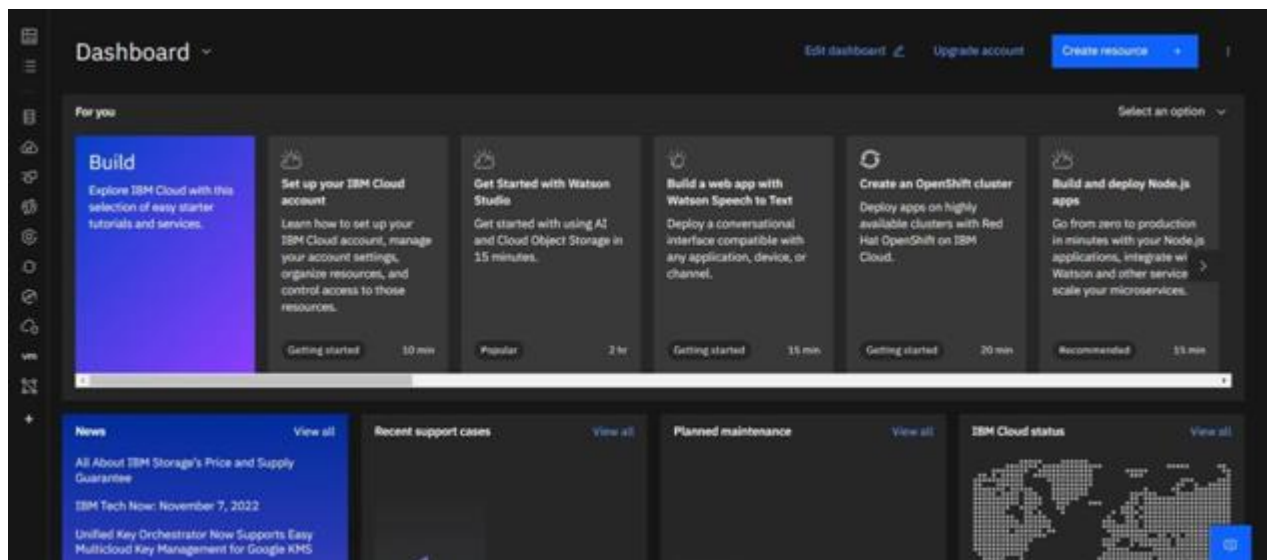 Dashboard
Edit dashboard
Upgrade account
Create resource +
For you
Select an option
Build
Explore IBM Cloud with this
selection of easy starter
tutorials and services.
Set up your IBM Cloud
account
Learn how to set up your
IBM Cloud account, manage
your account settings,
organize resources, and
control access to those
resources.
Getting started 10 min
Get Started with Watson
Studio
Get started with using AI
and Cloud Object Storage in
15 minutes.
Popular 2 hr
Build a web app with
Watson Speech to Text
Deploy a conversational
interface compatible with
any application, device, or
channel.
Getting started 15 min
Create an OpenShift cluster
Deploy apps on highly
available clusters with Red
Hat OpenShift on IBM
Cloud.
Getting started 20 min
Build and deploy Node.js
apps
Go from zero to production
in minutes with your Node.js
applications, integrate wi
Watson and other service
scale your microservices.
Recommended 15 min
vm
News View all
All About IBM Storage's Price and Supply
Guarantee
IBM Tech Now: November 7, 2022
Unified Key Orchestrator Now Supports Easy
Multicloud Key Management for Google KMS
Recent support cases View all
Planned maintenance View all
IBM Cloud status View all